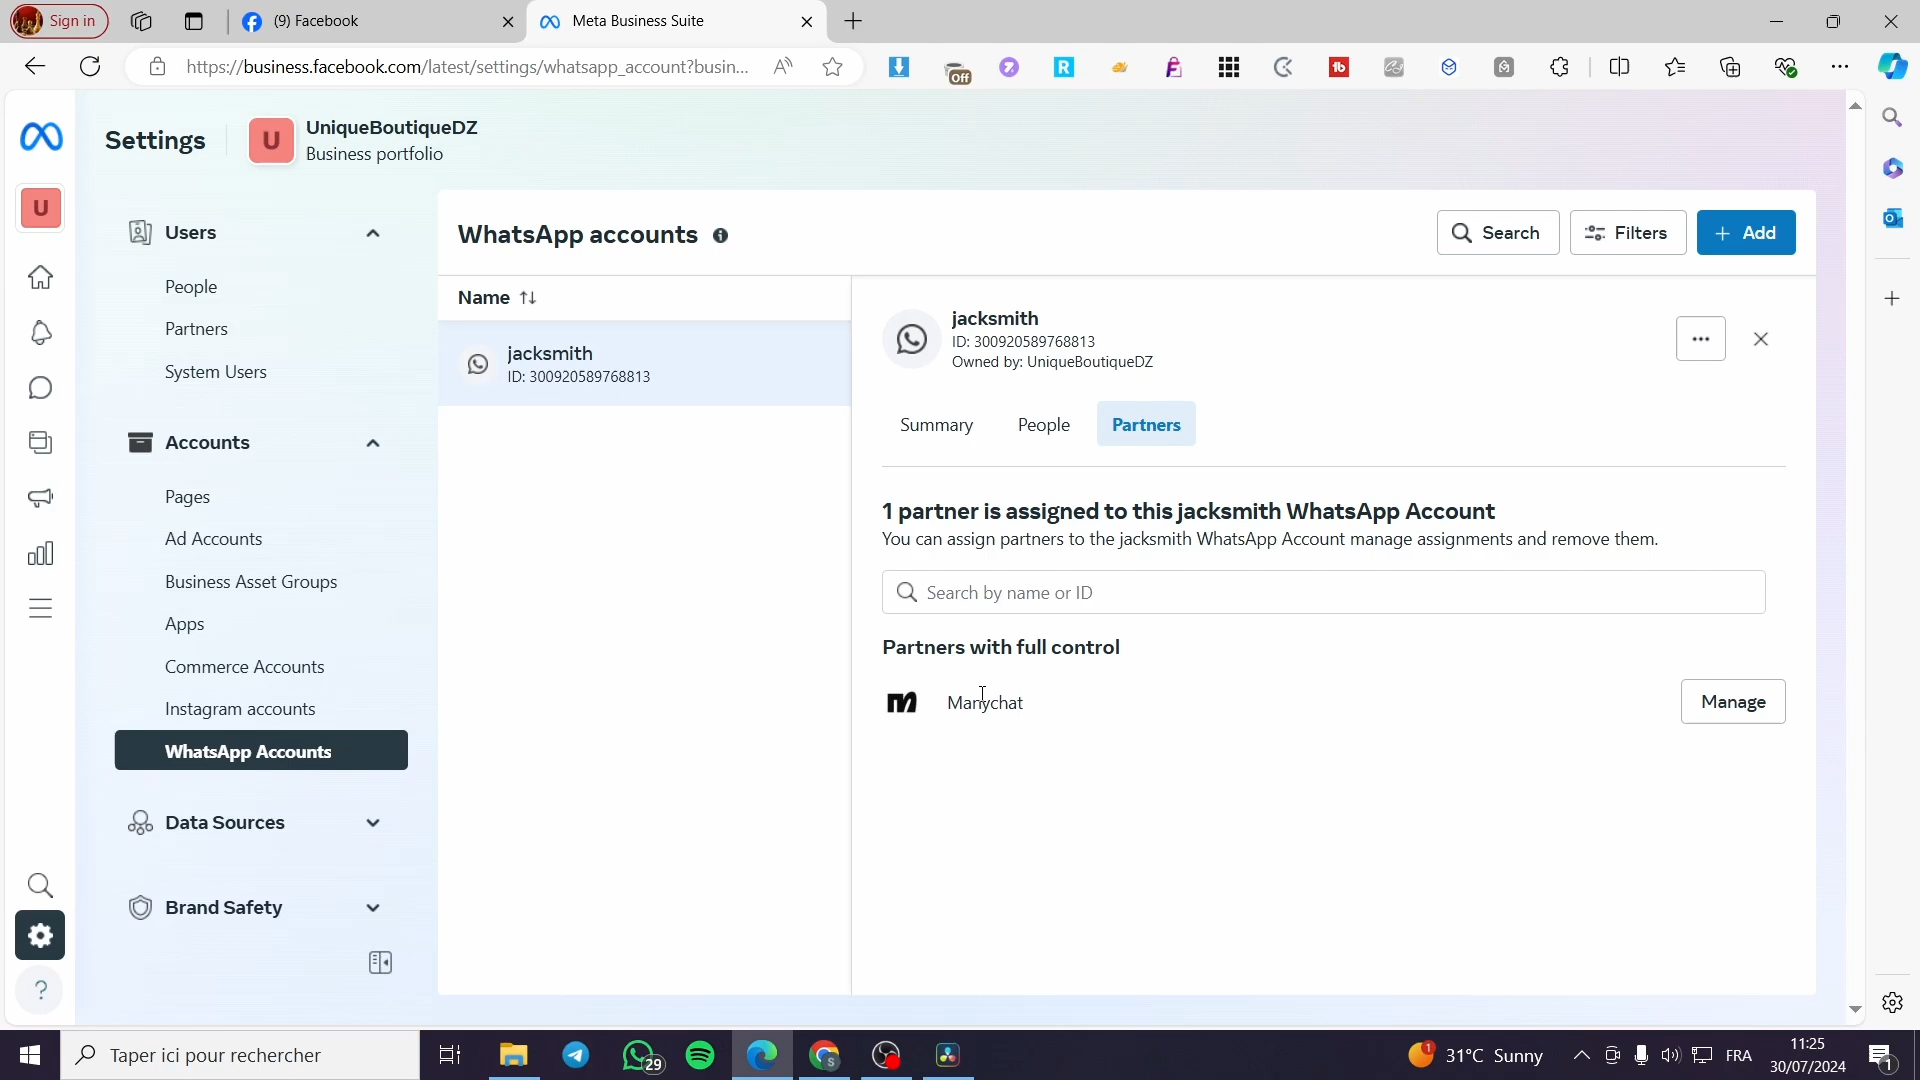 Sign in
(9) Facebook
Meta Business Suite
https://business.facebook.com/latest/settings/whatsapp_account?busin...
Off
Settings
U
UniqueBoutiqueDZ
Business portfolio
U
Users
People
Partners
System Users
Accounts
Pages
Ad Accounts
Business Asset Groups
Apps
Commerce Accounts
Instagram accounts
WhatsApp Accounts
Data Sources
Brand Safety
WhatsApp accounts
Search
Filters
+ Add
Name
jacksmith
ID: 300920589768813
jacksmith
ID: 300920589768813
Owned by: UniqueBoutiqueDZ
Summary
People
Partners
1 partner is assigned to this jacksmith WhatsApp Account
You can assign partners to the jacksmith WhatsApp Account manage assignments and remove them.
Search by name or ID
Partners with full control
Manychat
Manage
Taper ici pour rechercher
29
1
31°C Sunny
FRA
11:25
30/07/2024
1